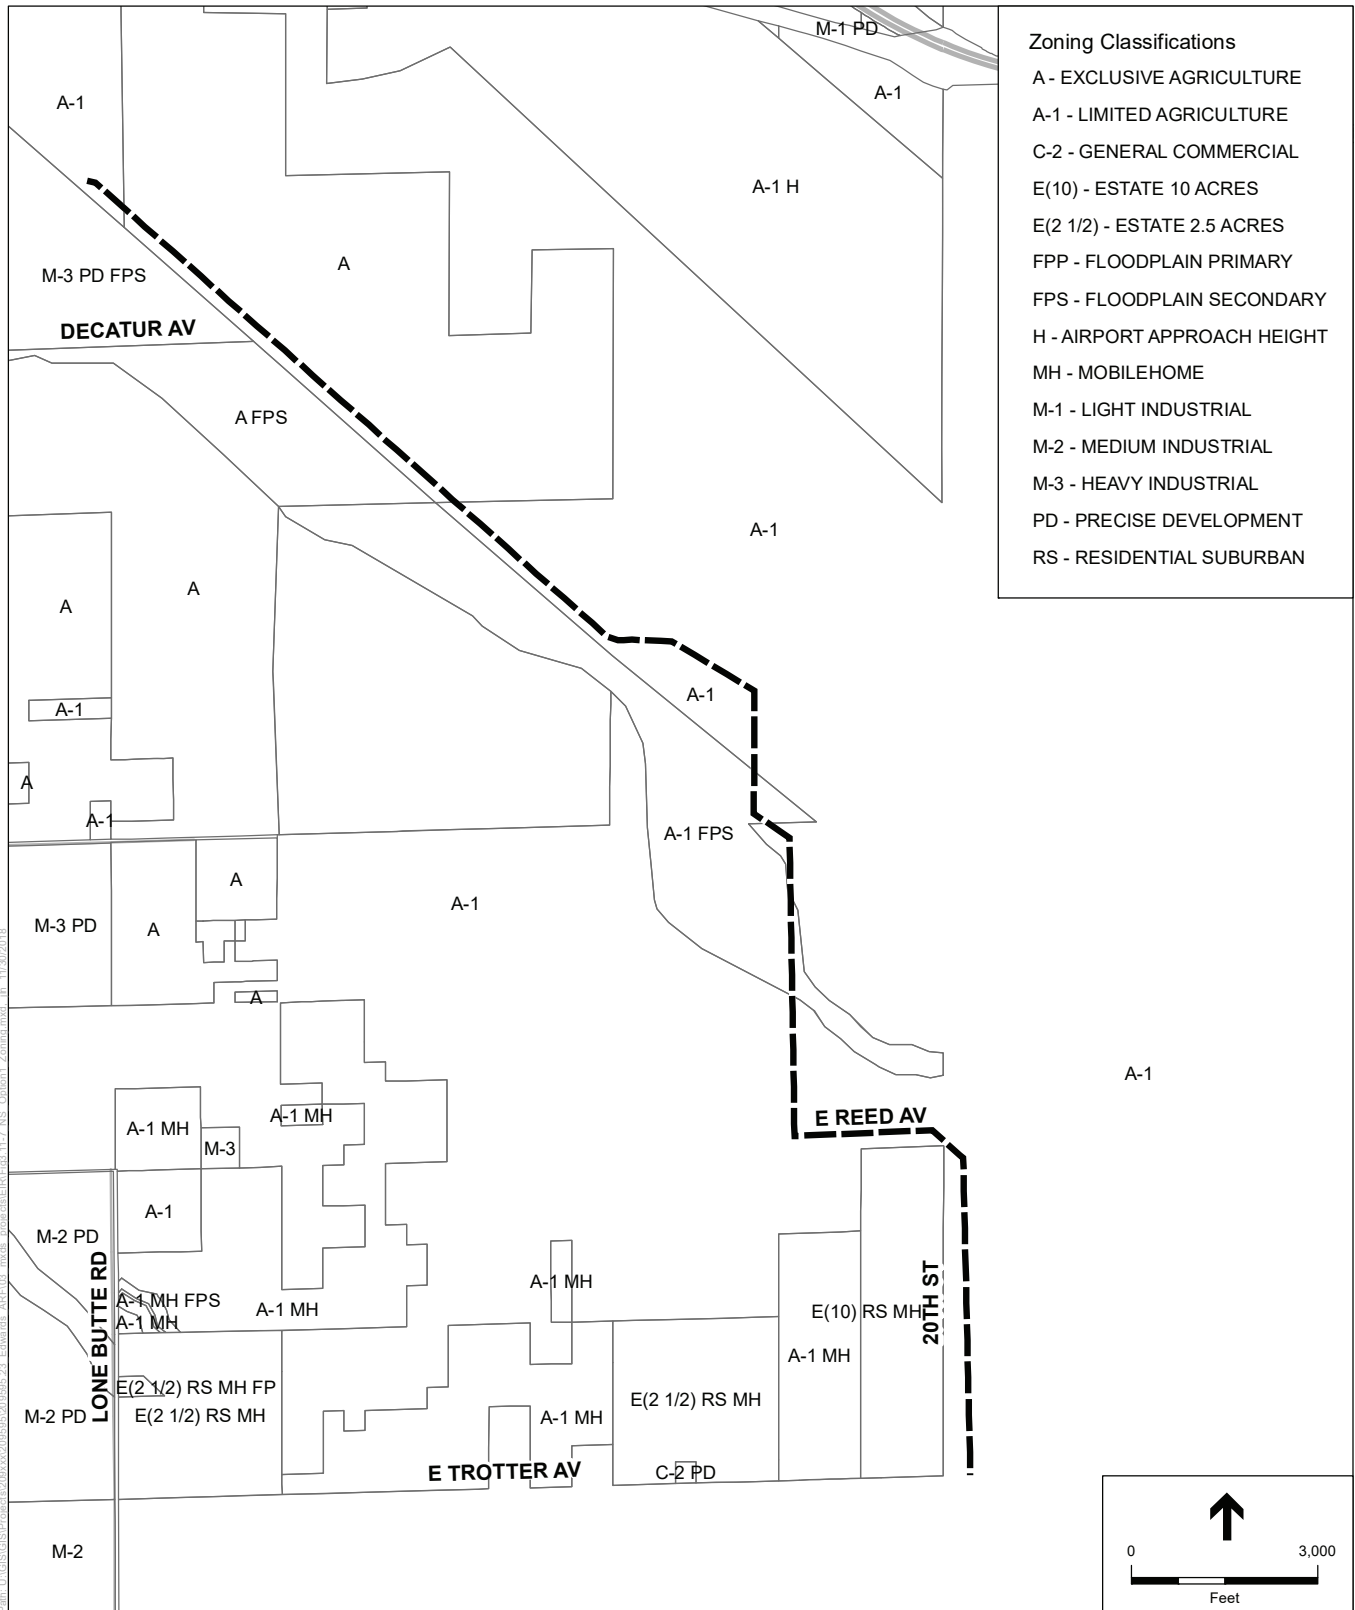 M-1 PD
Zoning Classifications
A - EXCLUSIVE AGRICULTURE
A-1 - LIMITED AGRICULTURE
C-2 - GENERAL COMMERCIAL
E(10) - ESTATE 10 ACRES
E(2 1/2) - ESTATE 2.5 ACRES
FPP - FLOODPLAIN PRIMARY
FPS - FLOODPLAIN SECONDARY
H - AIRPORT APPROACH HEIGHT
MH - MOBILEHOME
M-1 - LIGHT INDUSTRIAL
M-2 - MEDIUM INDUSTRIAL
M-3 - HEAVY INDUSTRIAL
PD - PRECISE DEVELOPMENT
RS - RESIDENTIAL SUBURBAN
A-1
A-1
A-1 H
A
M-3 PD FPS
DECATUR AV
A FPS
A-1
A
A
A-1
A-1
A
A-1
A-1 FPS
A
A-1
M-3 PD
A
A
A-1
A-1 MH
E REED AV
A-1 MH
M-3
A-1
M-2 PD
LONE BUTTE RD
A-1 MH
A-1 MH FPS
A-1 MH
A-1 MH
E(10) RS MH
20TH ST
A-1 MH
E(2 1/2) RS MH FP
E(2 1/2) RS MH
E(2 1/2) RS MH
M-2 PD
A-1 MH
E TROTTER AV
C-2 PD
M-2
0
3,000
Feet